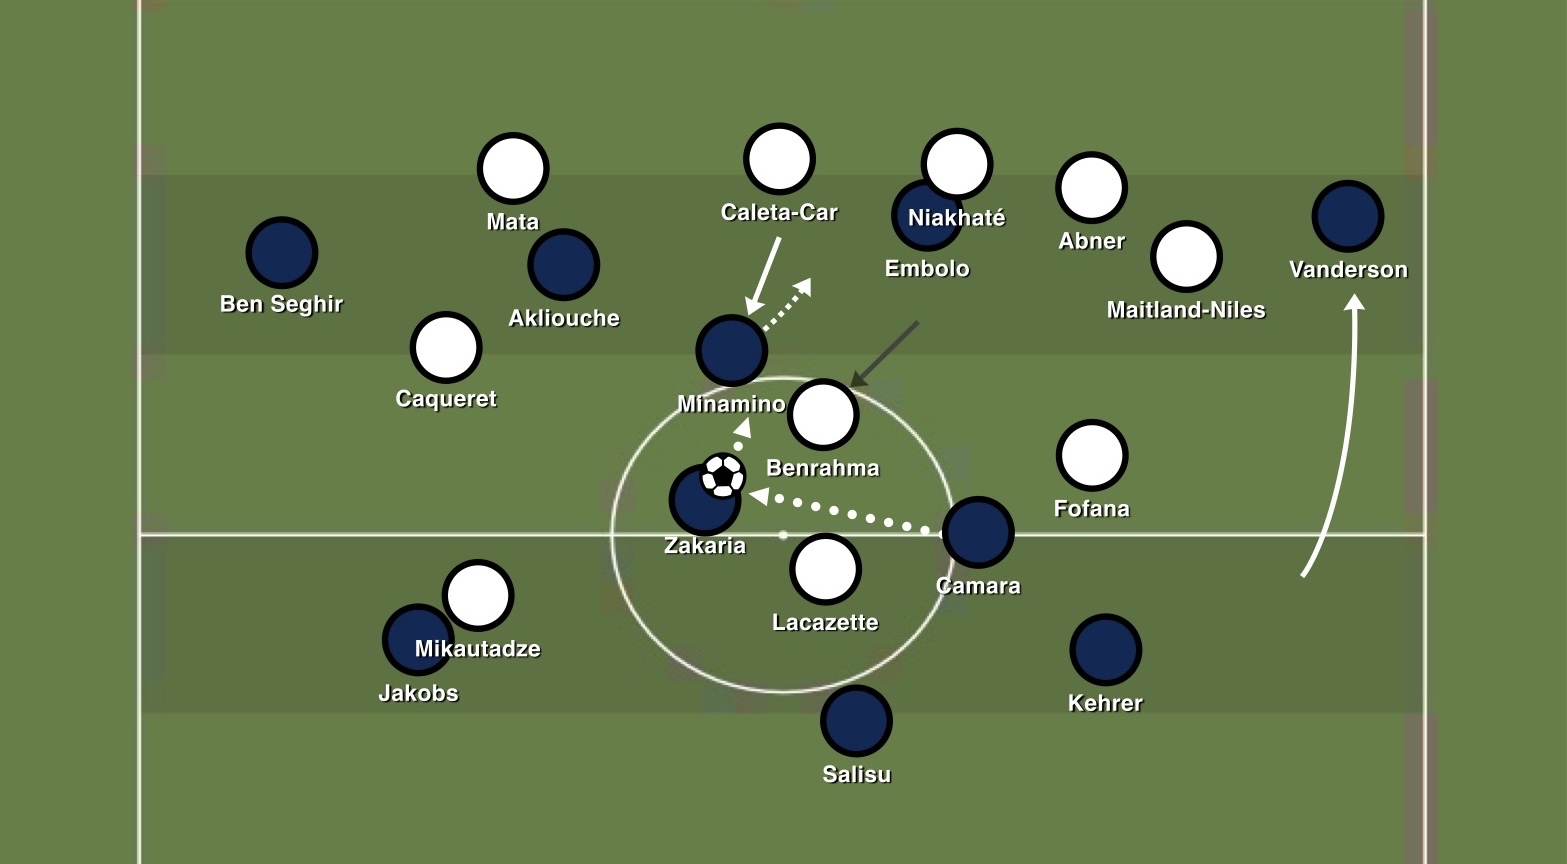 Mata
Caleta-Car
Niakhaté
Abner
Embolo
Vanderson
Ben Seghir
Akliouche
Maitland-Niles
Caqueret
Minamino
Benrahma
Fofana
Zakaria
Camara
Lacazette
Mikautadze
Jakobs
Kehrer
Salisu